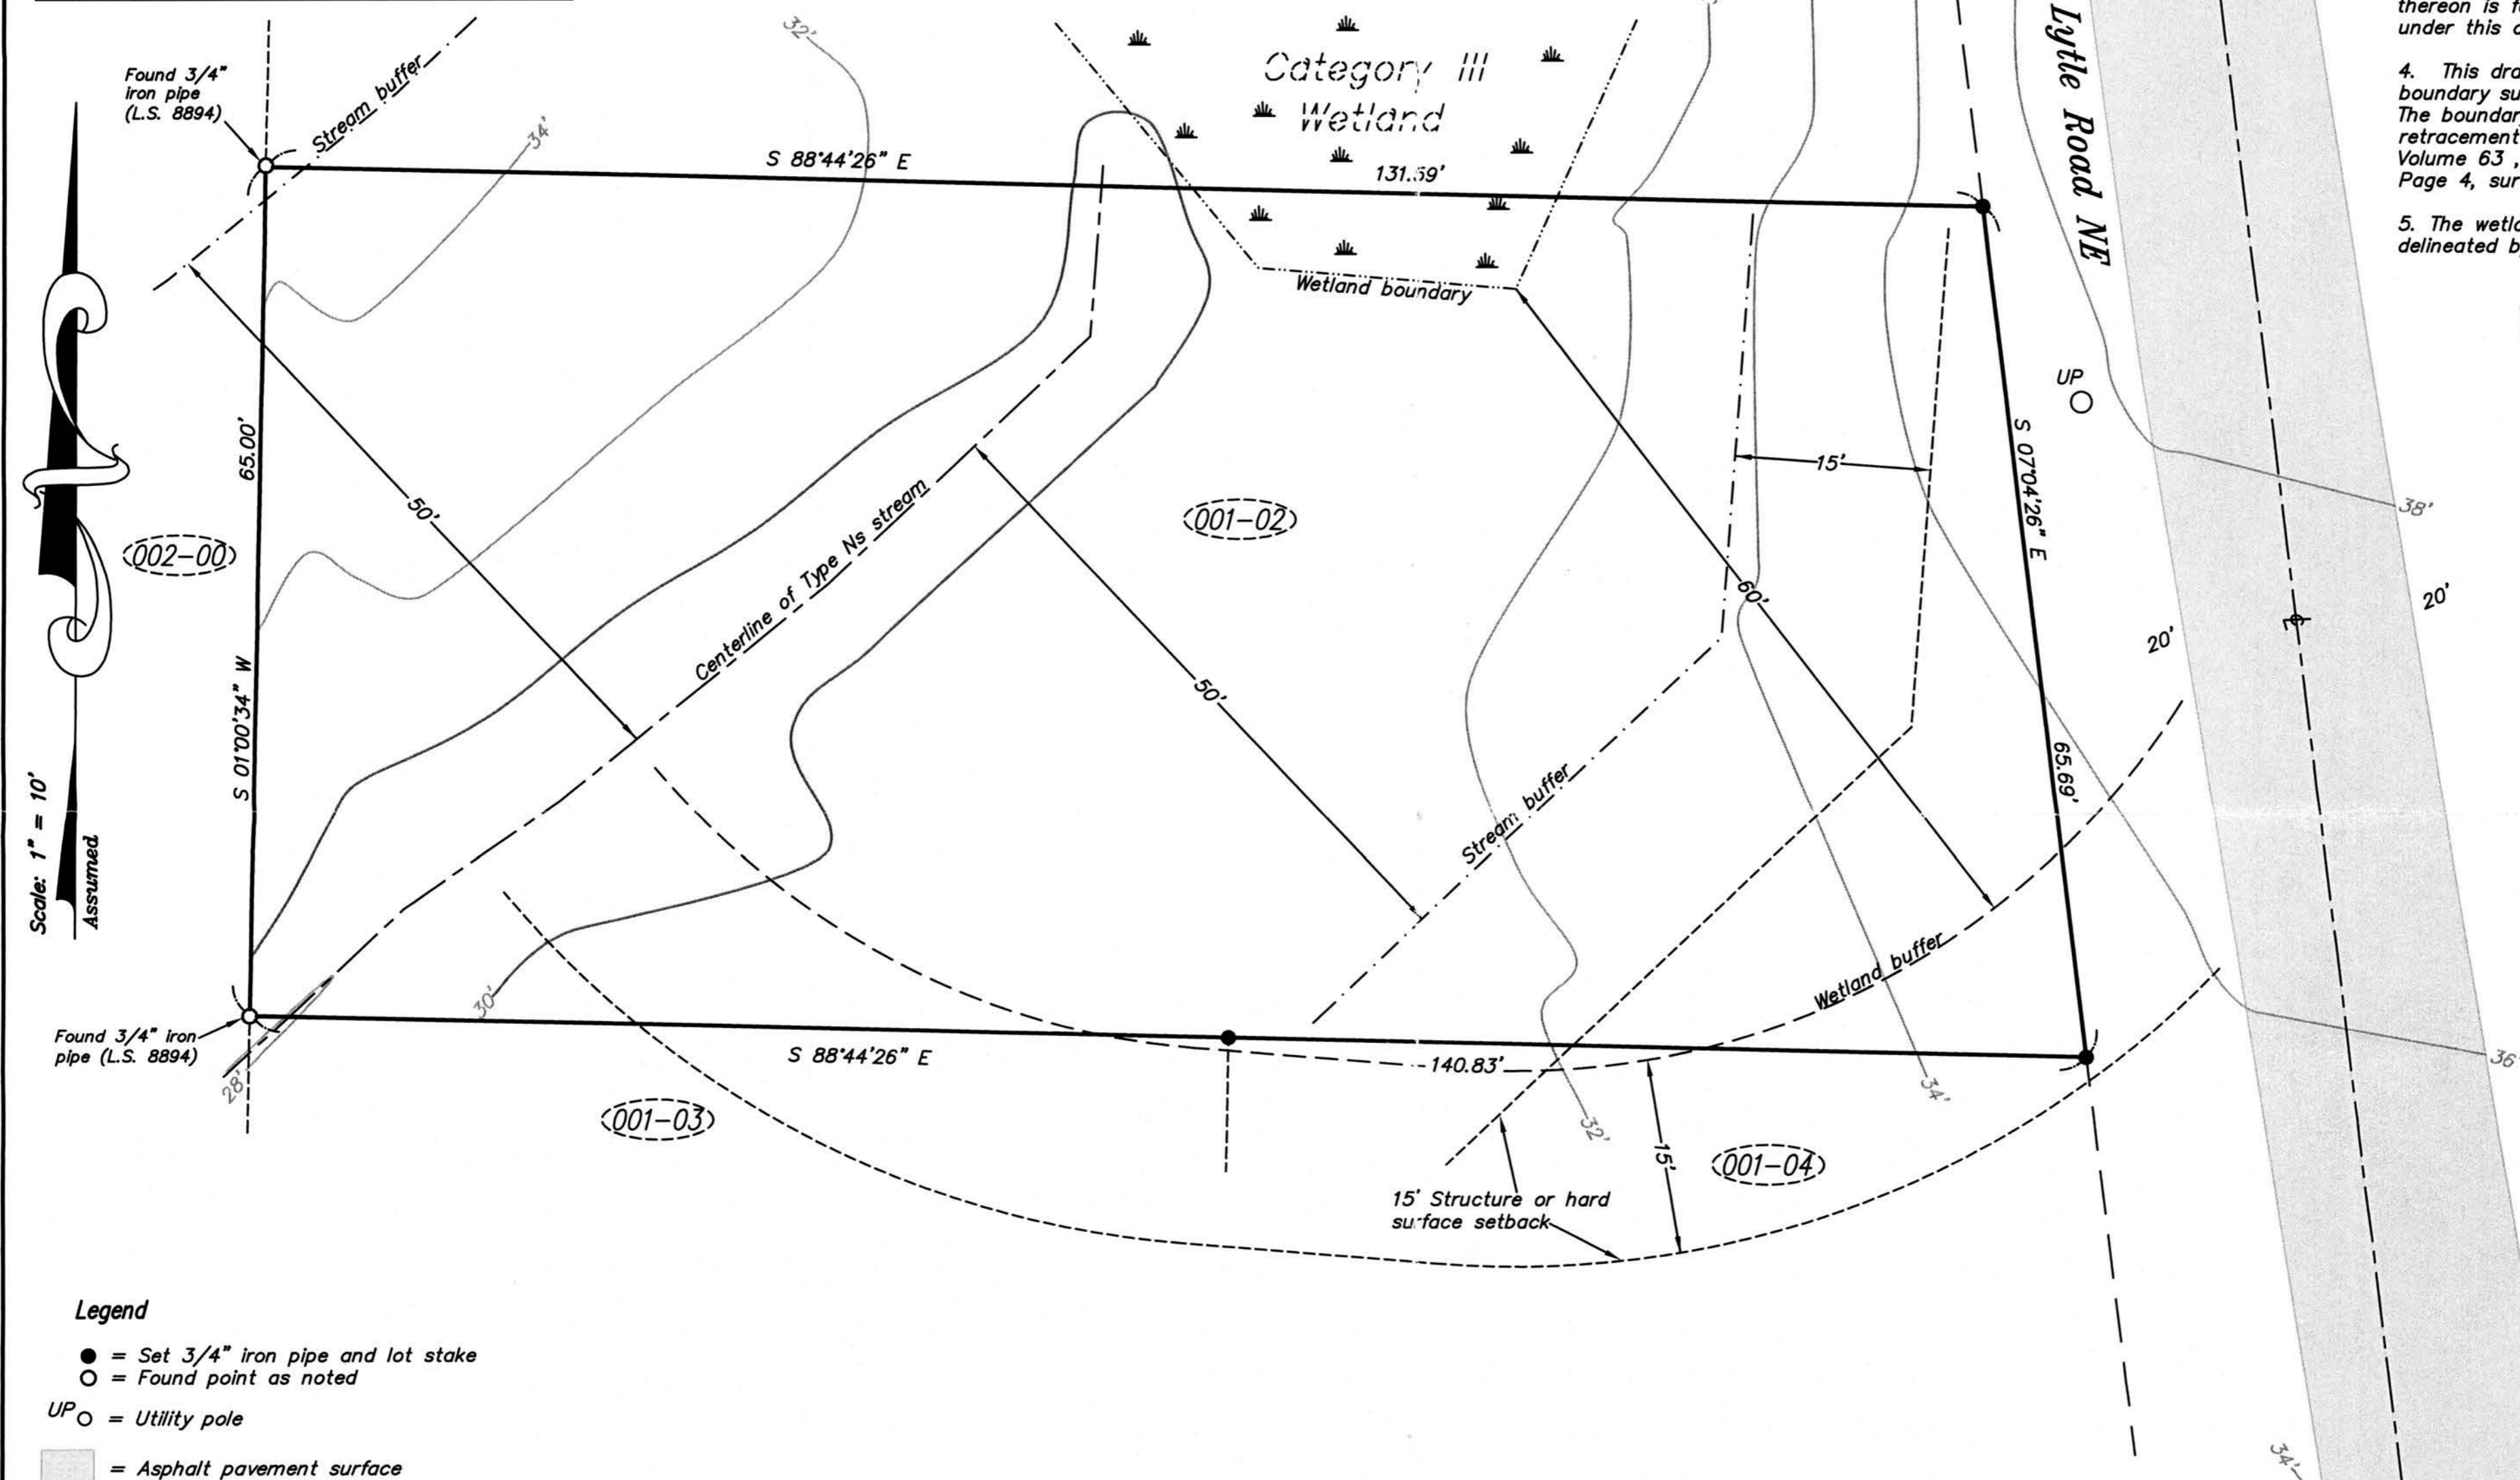 thereon is
under this
4. This
boundary
The
retracement
Volume 63,
Page 4,
5. The
delineated
Lytle Road NE
Found 3/4"
iron pipe
(L.S. 8894)
Stream buffer
34'
32'
Category III
Wetland
S 88°44'26" E
131.59'
Wetland boundary
UP
65.00'
S 01°00'34" W
50'
(002-00)
Centerline of Type Ns stream
(001-02)
50'
15'
60'
S 07°04'26" E
65.69'
38'
20'
20'
Scale: 1" = 10'
Assumed
Stream buffer
Wetland buffer
30'
Found 3/4" iron
pipe (L.S. 8894)
28'
S 88°44'26" E
140.83'
36'
34'
32'
(001-03)
15'
(001-04)
15' Structure or hard
surface setback
34'
Legend
= Set 3/4" iron pipe and lot stake
= Found point as noted
UP = Utility pole
= Asphalt pavement surface